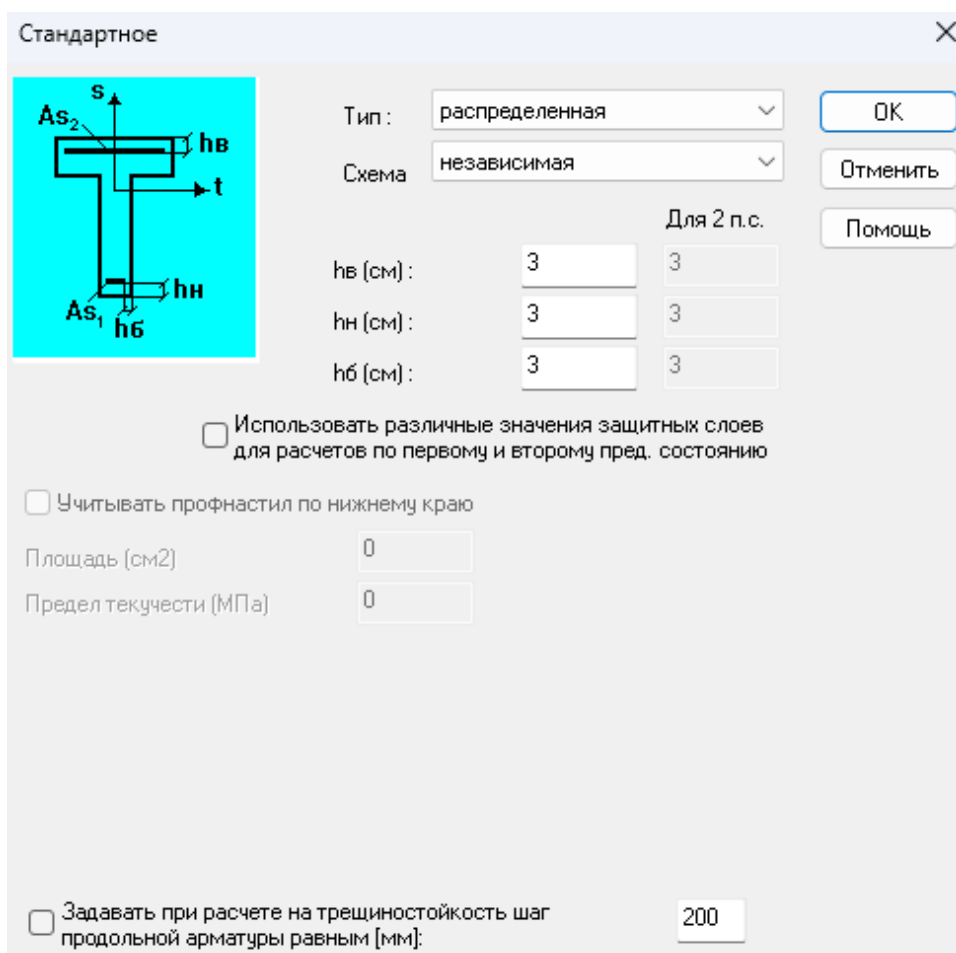 Стандартное
s
As2
hв
t
hн
As1
hб
Тип :
распределенная
Схема
независимая
OK
Отменить
Помощь
Для 2 п.с.
hв (см) :
3
3
hн (см) :
3
3
hб (см) :
3
3
Использовать различные значения защитных слоев
для расчетов по первому и второму пред. состоянию
Учитывать профнастил по нижнему краю
Площадь (см2)
0
Предел текучести (МПа)
0
Задавать при расчете на трещиностойкость шаг
продольной арматуры равным [мм]:
200